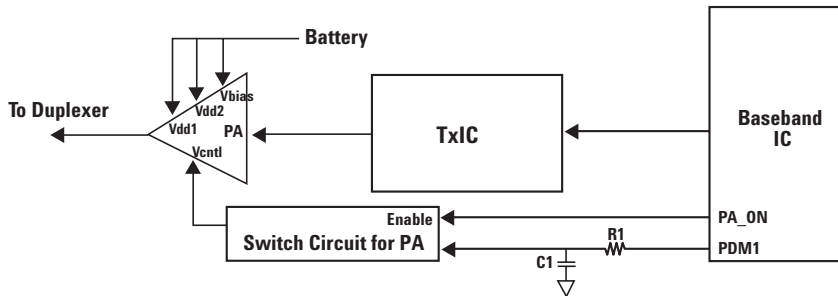 Battery
To Duplexer
Vbias
Vdd2
Vdd1
PA
Vcntl
TxIC
Baseband
IC
Enable
Switch Circuit for PA
PA_ON
R1
PDM1
C1